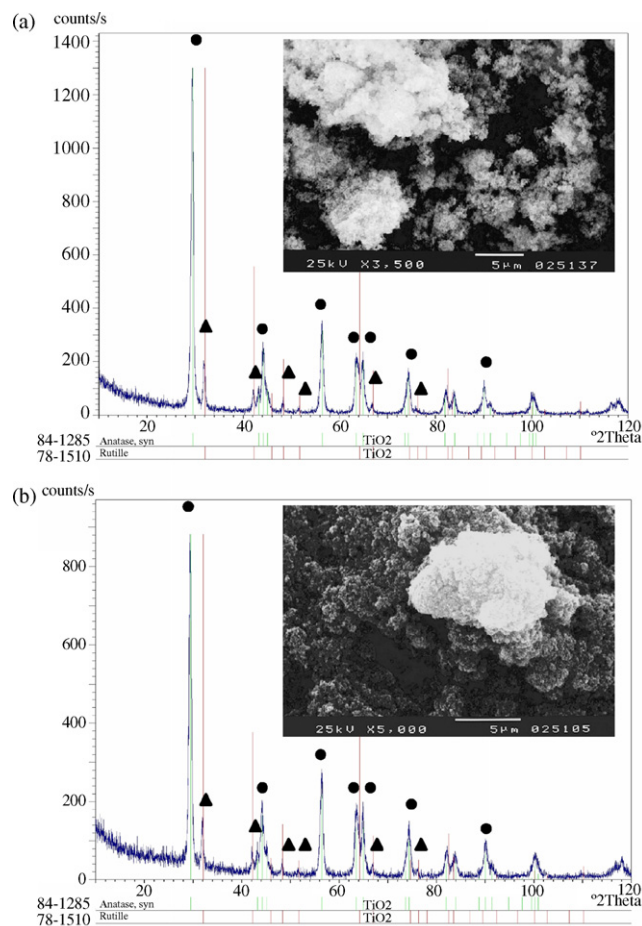 (a)
counts/s
1400
1300
1000
800
600
400
200
0
25kV X3,500 5µm 025137
20 40 60 80 100 120
°2Theta
84-1285 Anatase, syn TiO2
78-1510 Rutille TiO2
(b)
counts/s
800
600
400
200
0
25kV X5,000 5µm 025105
20 40 60 80 100 120
°2Theta
84-1285 Anatase, syn TiO2
78-1510 Rutille TiO2